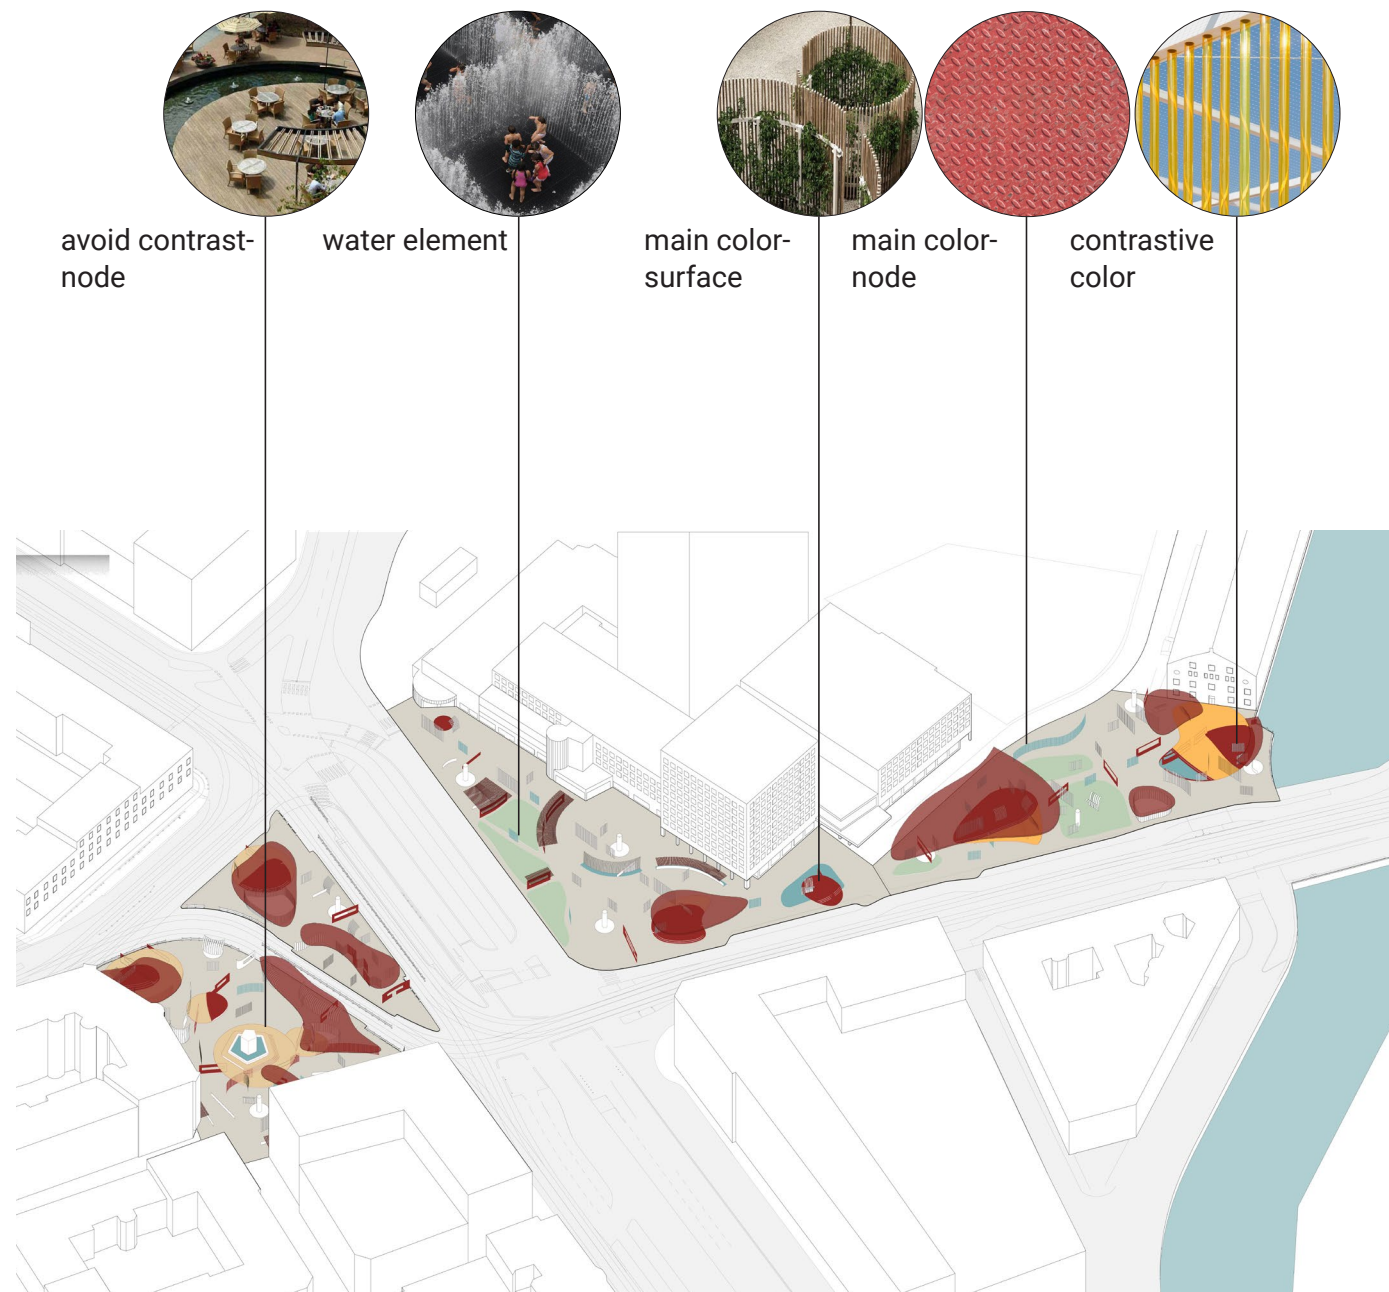 avoid contrast-
node
water element
main color-
surface
main color-
node
contrastive
color